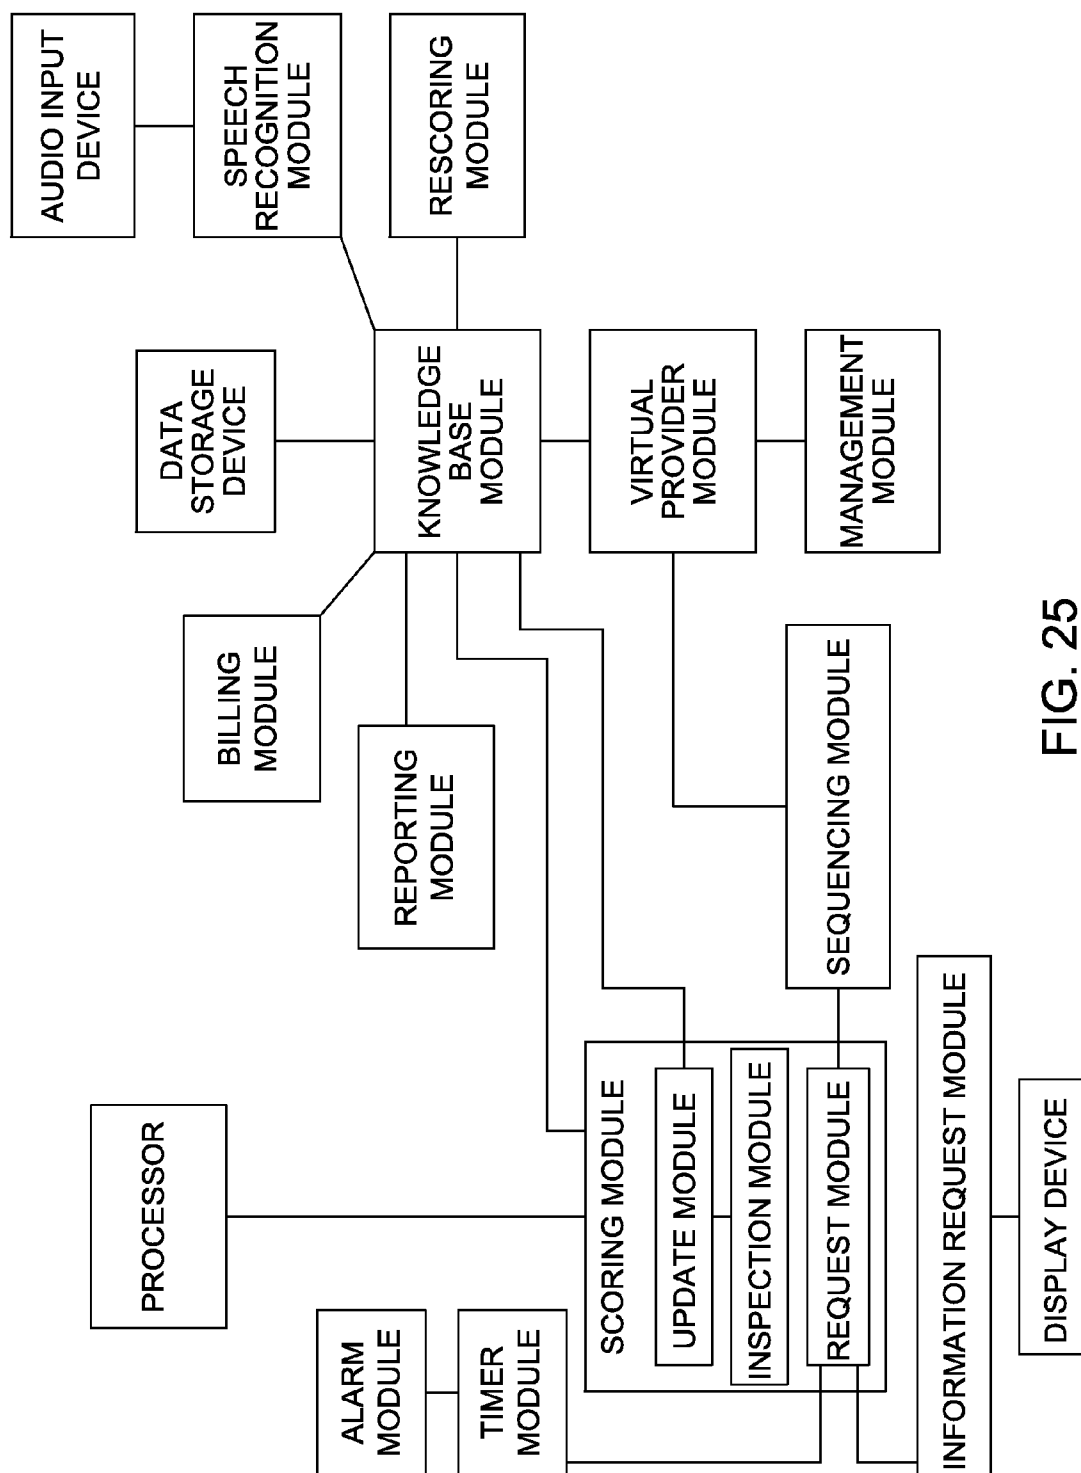 AUDIO INPUT
DEVICE
SPEECH
RECOGNITION
MODULE
RESCORING
MODULE
DATA
STORAGE
DEVICE
KNOWLEDGE
BASE
MODULE
VIRTUAL
PROVIDER
MODULE
MANAGEMENT
MODULE
BILLING
MODULE
REPORTING
MODULE
SEQUENCING MODULE
PROCESSOR
SCORING MODULE
UPDATE MODULE
INSPECTION MODULE
REQUEST MODULE
INFORMATION REQUEST MODULE
DISPLAY DEVICE
ALARM
MODULE
TIMER
MODULE
FIG. 25